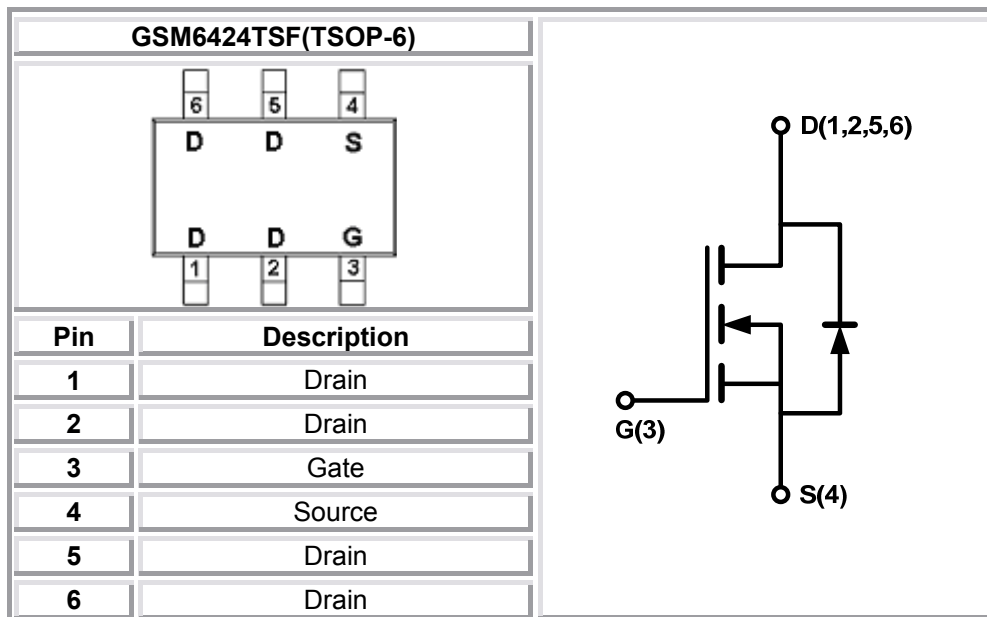 GSM6424TSF(TSOP-6)
6 5 4
D D S
D D G
1 2 3
Pin Description
1 Drain
2 Drain
3 Gate
4 Source
5 Drain
6 Drain
D(1,2,5,6)
G(3)
S(4)